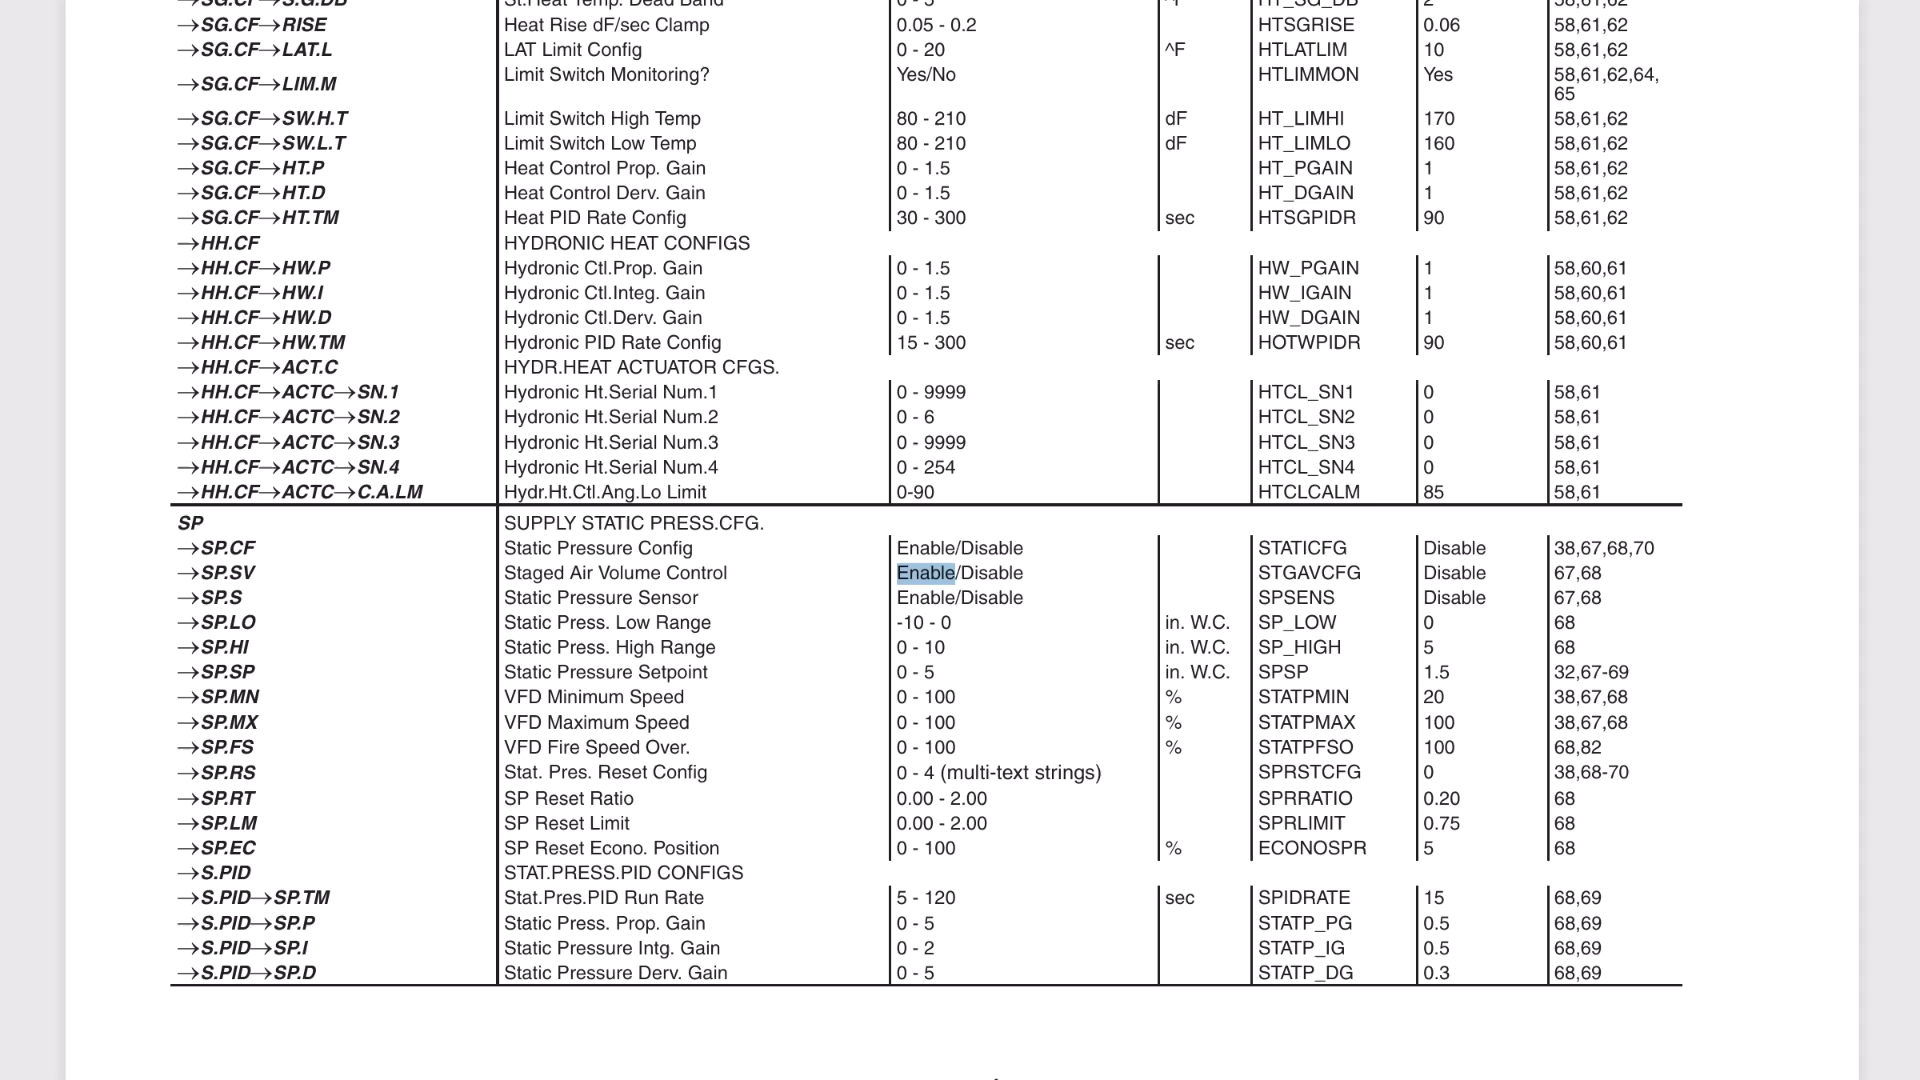 →SG.CF→S.G.DB St.Heat Temp. Dead Band 0 - 5 ^F HT_SG_DB 2 58,61,62
→SG.CF→RISE Heat Rise dF/sec Clamp 0.05 - 0.2 HTSGRISE 0.06 58,61,62
→SG.CF→LAT.L LAT Limit Config 0 - 20 ^F HTLATLIM 10 58,61,62
→SG.CF→LIM.M Limit Switch Monitoring? Yes/No HTLIMMON Yes 58,61,62,64,
65
→SG.CF→SW.H.T Limit Switch High Temp 80 - 210 dF HT_LIMHI 170 58,61,62
→SG.CF→SW.L.T Limit Switch Low Temp 80 - 210 dF HT_LIMLO 160 58,61,62
→SG.CF→HT.P Heat Control Prop. Gain 0 - 1.5 HT_PGAIN 1 58,61,62
→SG.CF→HT.D Heat Control Derv. Gain 0 - 1.5 HT_DGAIN 1 58,61,62
→SG.CF→HT.TM Heat PID Rate Config 30 - 300 sec HTSGPIDR 90 58,61,62
→HH.CF HYDRONIC HEAT CONFIGS
→HH.CF→HW.P Hydronic Ctl.Prop. Gain 0 - 1.5 HW_PGAIN 1 58,60,61
→HH.CF→HW.I Hydronic Ctl.Integ. Gain 0 - 1.5 HW_IGAIN 1 58,60,61
→HH.CF→HW.D Hydronic Ctl.Derv. Gain 0 - 1.5 HW_DGAIN 1 58,60,61
→HH.CF→HW.TM Hydronic PID Rate Config 15 - 300 sec HOTWPIDR 90 58,60,61
→HH.CF→ACT.C HYDR.HEAT ACTUATOR CFGS.
→HH.CF→ACTC→SN.1 Hydronic Ht.Serial Num.1 0 - 9999 HTCL_SN1 0 58,61
→HH.CF→ACTC→SN.2 Hydronic Ht.Serial Num.2 0 - 6 HTCL_SN2 0 58,61
→HH.CF→ACTC→SN.3 Hydronic Ht.Serial Num.3 0 - 9999 HTCL_SN3 0 58,61
→HH.CF→ACTC→SN.4 Hydronic Ht.Serial Num.4 0 - 254 HTCL_SN4 0 58,61
→HH.CF→ACTC→C.A.LM Hydr.Ht.Ctl.Ang.Lo Limit 0-90 HTCLCALM 85 58,61
SP SUPPLY STATIC PRESS.CFG.
→SP.CF Static Pressure Config Enable/Disable STATICFG Disable 38,67,68,70
→SP.SV Staged Air Volume Control Enable/Disable STGAVCFG Disable 67,68
→SP.S Static Pressure Sensor Enable/Disable SPSENS Disable 67,68
→SP.LO Static Press. Low Range -10 - 0 in. W.C. SP_LOW 0 68
→SP.HI Static Press. High Range 0 - 10 in. W.C. SP_HIGH 5 68
→SP.SP Static Pressure Setpoint 0 - 5 in. W.C. SPSP 1.5 32,67-69
→SP.MN VFD Minimum Speed 0 - 100 % STATPMIN 20 38,67,68
→SP.MX VFD Maximum Speed 0 - 100 % STATPMAX 100 38,67,68
→SP.FS VFD Fire Speed Over. 0 - 100 % STATPFSO 100 68,82
→SP.RS Stat. Pres. Reset Config 0 - 4 (multi-text strings) SPRSTCFG 0 38,68-70
→SP.RT SP Reset Ratio 0.00 - 2.00 SPRRATIO 0.20 68
→SP.LM SP Reset Limit 0.00 - 2.00 SPRLIMIT 0.75 68
→SP.EC SP Reset Econo. Position 0 - 100 % ECONOSPR 5 68
→S.PID STAT.PRESS.PID CONFIGS
→S.PID→SP.TM Stat.Pres.PID Run Rate 5 - 120 sec SPIDRATE 15 68,69
→S.PID→SP.P Static Press. Prop. Gain 0 - 5 STATP_PG 0.5 68,69
→S.PID→SP.I Static Pressure Intg. Gain 0 - 2 STATP_IG 0.5 68,69
→S.PID→SP.D Static Pressure Derv. Gain 0 - 5 STATP_DG 0.3 68,69